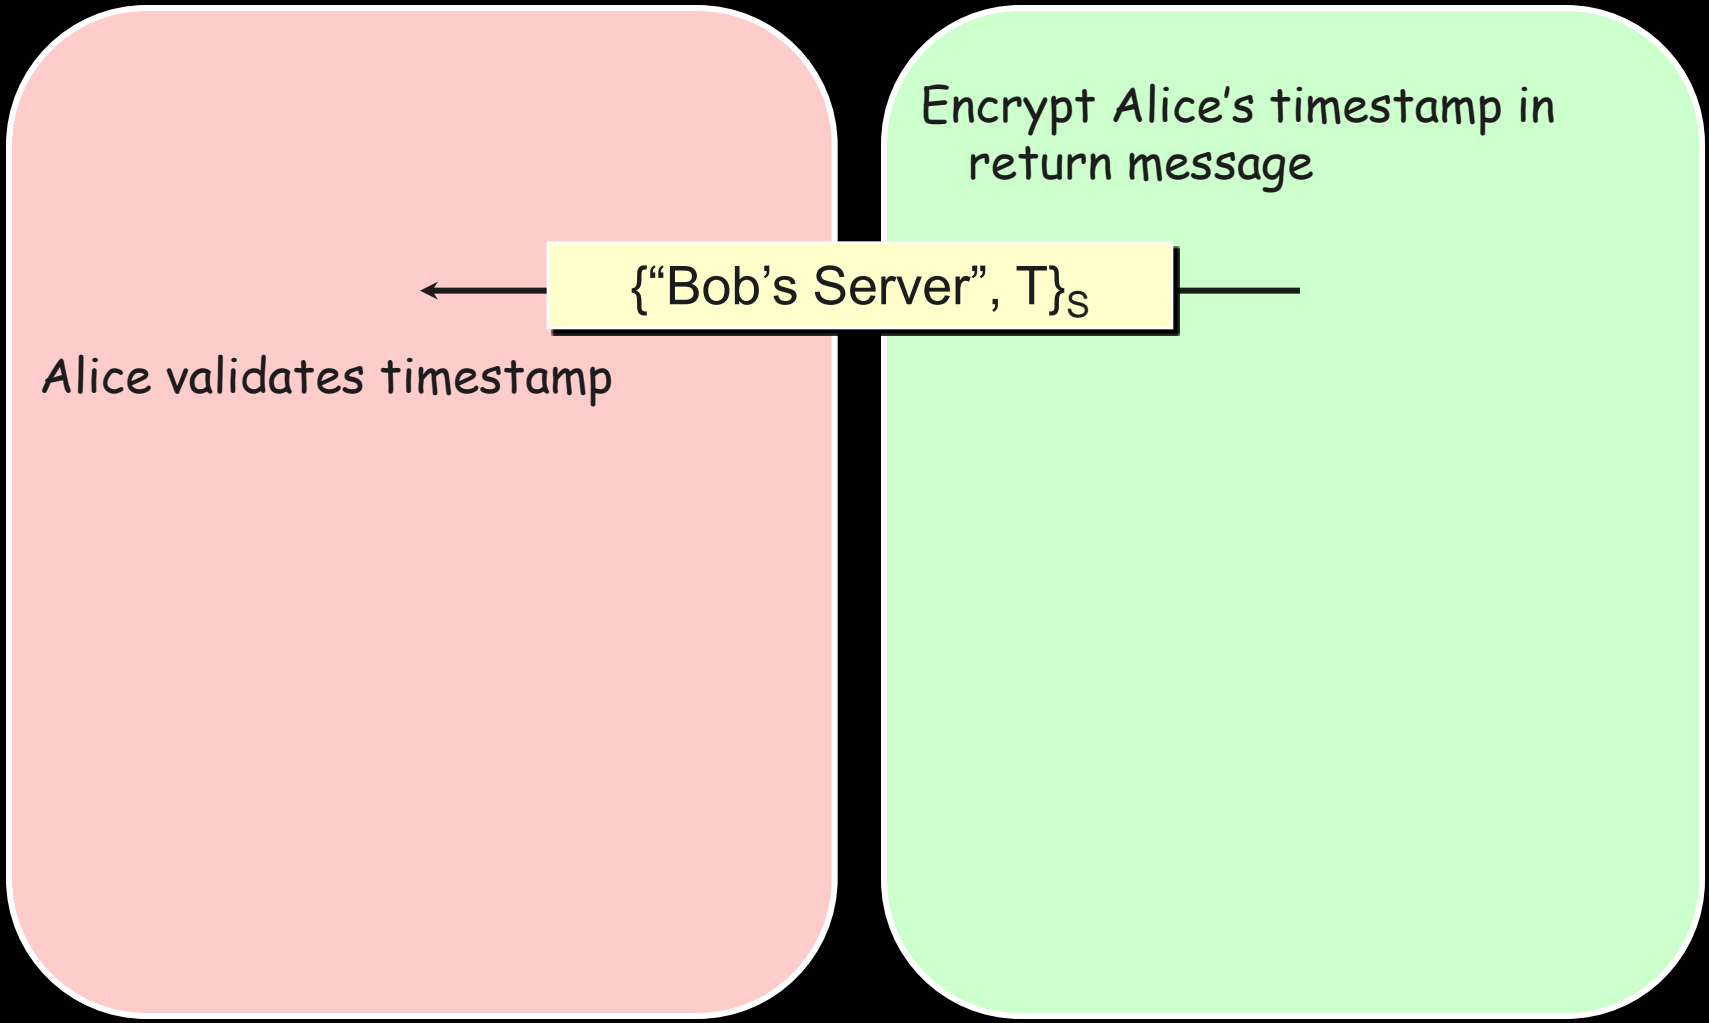 Encrypt Alice’s timestamp in
return message
{“Bob’s Server”, T}S
Alice validates timestamp